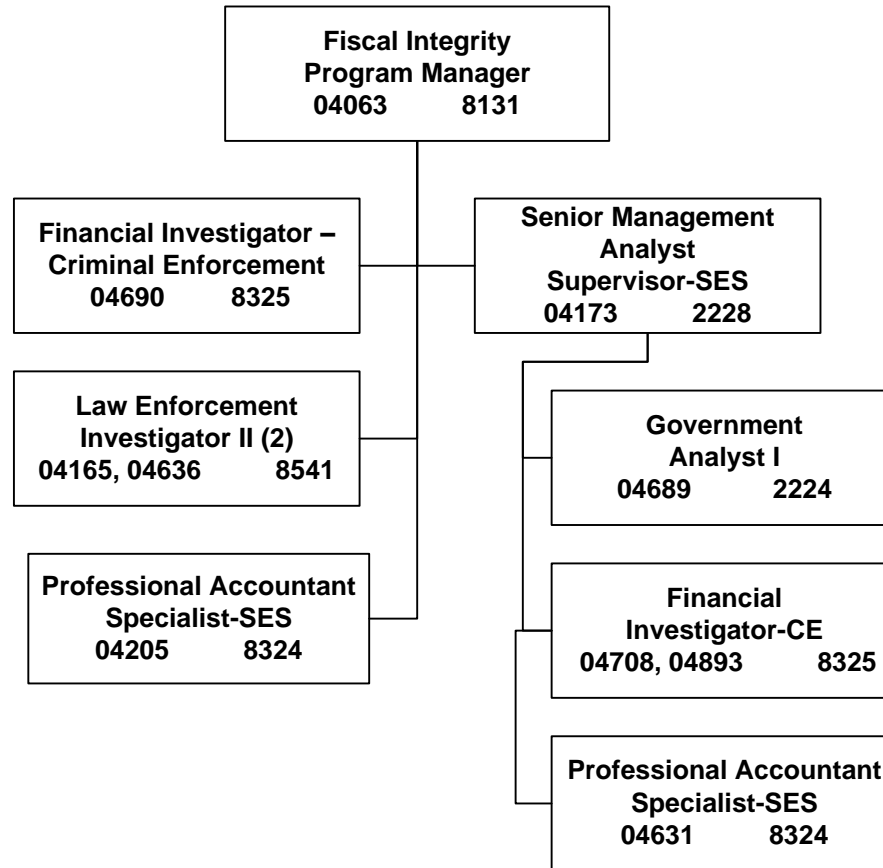 Fiscal Integrity
Program Manager
04063 8131
Financial Investigator –
Criminal Enforcement
04690 8325
Senior Management
Analyst
Supervisor-SES
04173 2228
Law Enforcement
Investigator II (2)
04165, 04636 8541
Government
Analyst I
04689 2224
Professional Accountant
Specialist-SES
04205 8324
Financial
Investigator-CE
04708, 04893 8325
Professional Accountant
Specialist-SES
04631 8324